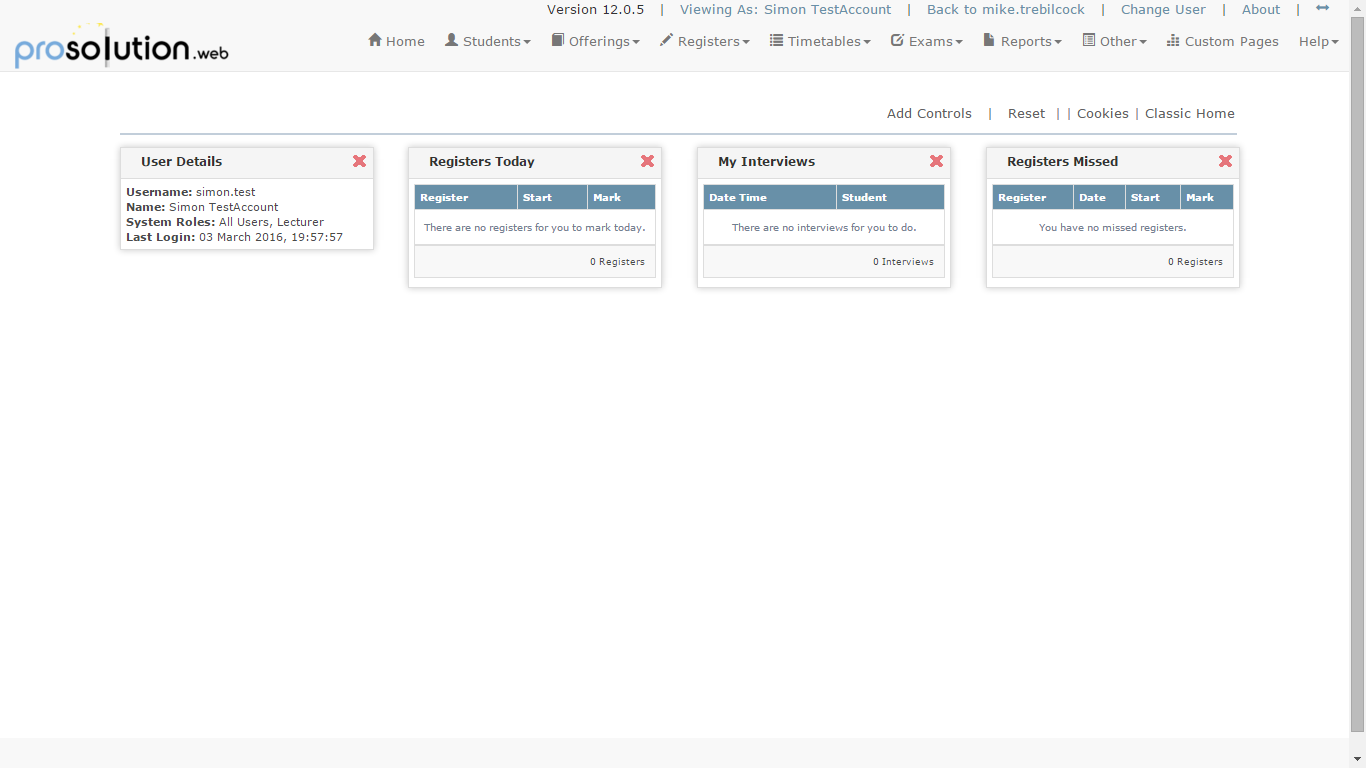 Version 12.0.5 | Viewing As: Simon TestAccount | Back to mike.trebilcock | Change User | About |
prosolution.web
Home Students Offerings Registers Timetables Exams Reports Other Custom Pages Help
Add Controls | Reset | | Cookies | Classic Home
User Details
Username: simon.test
Name: Simon TestAccount
System Roles: All Users, Lecturer
Last Login: 03 March 2016, 19:57:57
Registers Today
Register Start Mark
There are no registers for you to mark today.
0 Registers
My Interviews
Date Time Student
There are no interviews for you to do.
0 Interviews
Registers Missed
Register Date Start Mark
You have no missed registers.
0 Registers